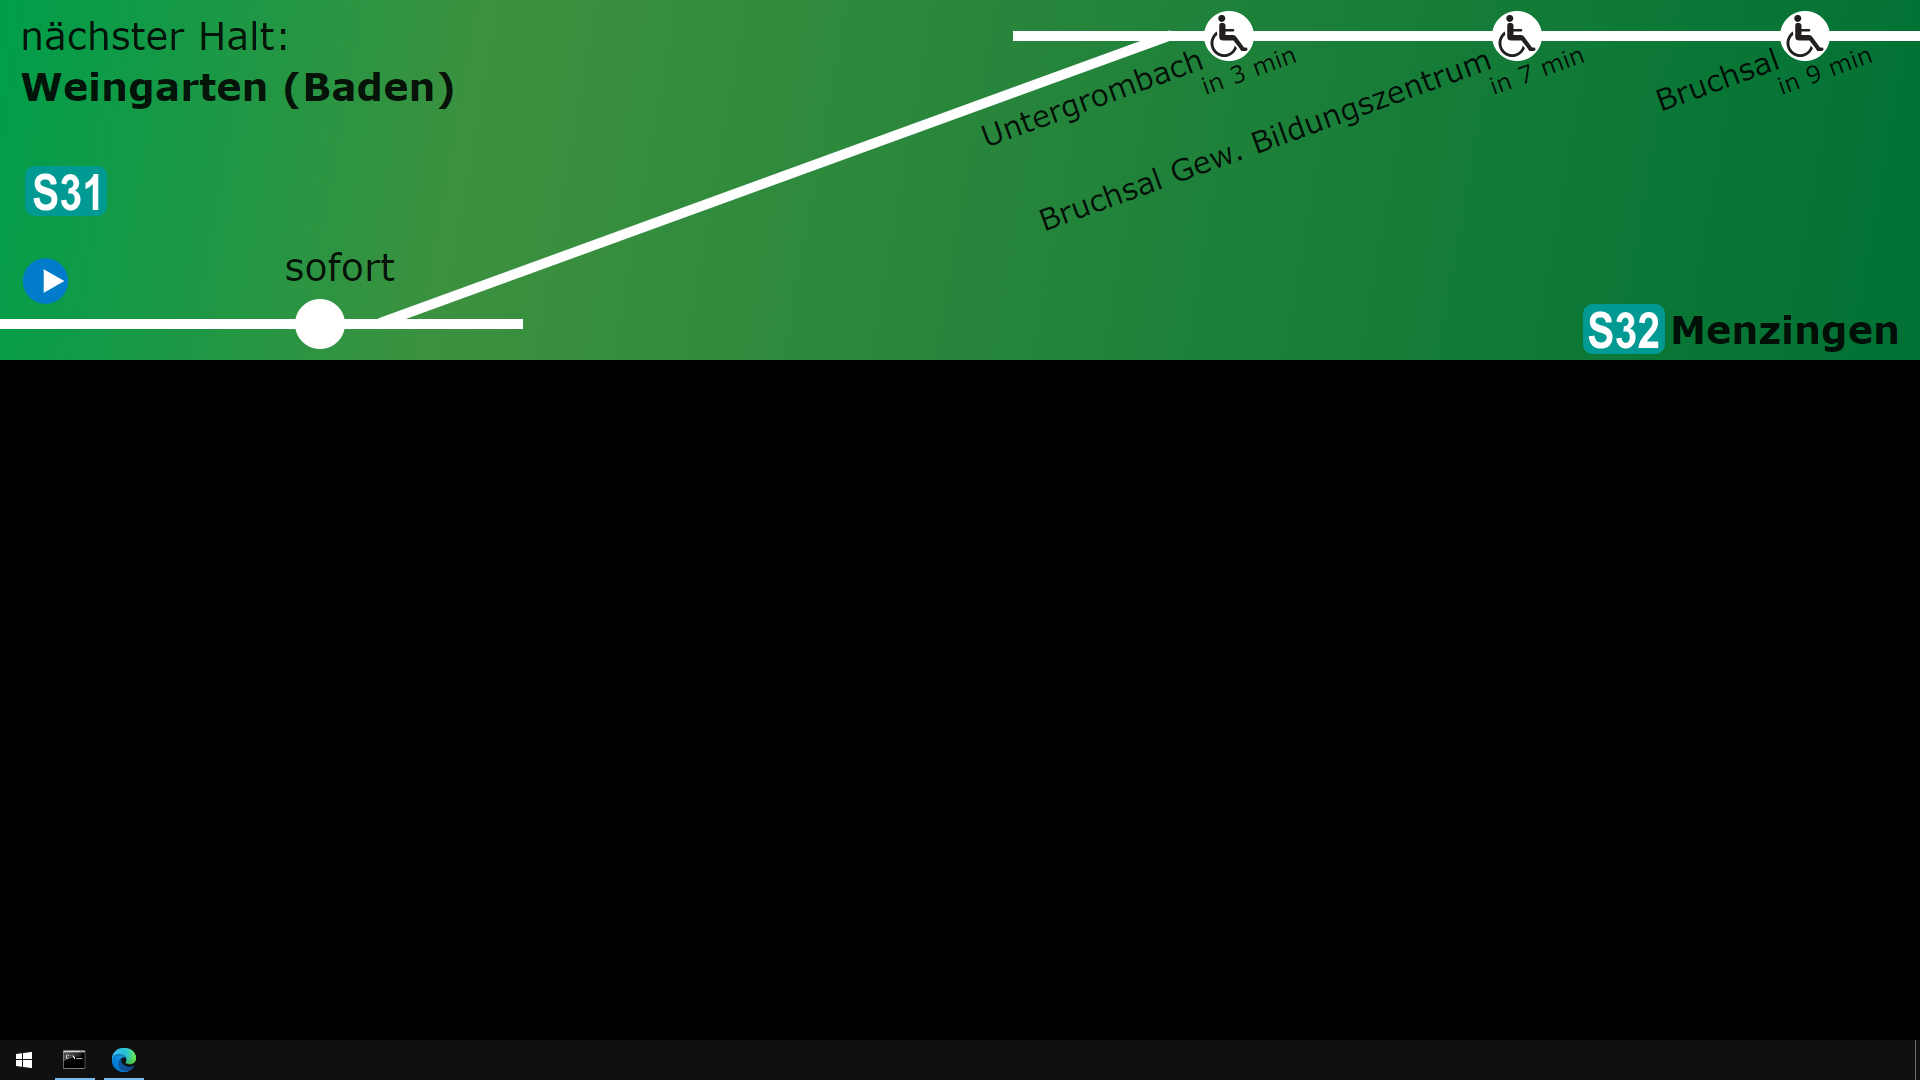 nächster Halt:
Weingarten (Baden)
S31
sofort
Untergrombach
in 3 min
Bruchsal Gew. Bildungszentrum
in 7 min
Bruchsal
in 9 min
S32 Menzingen